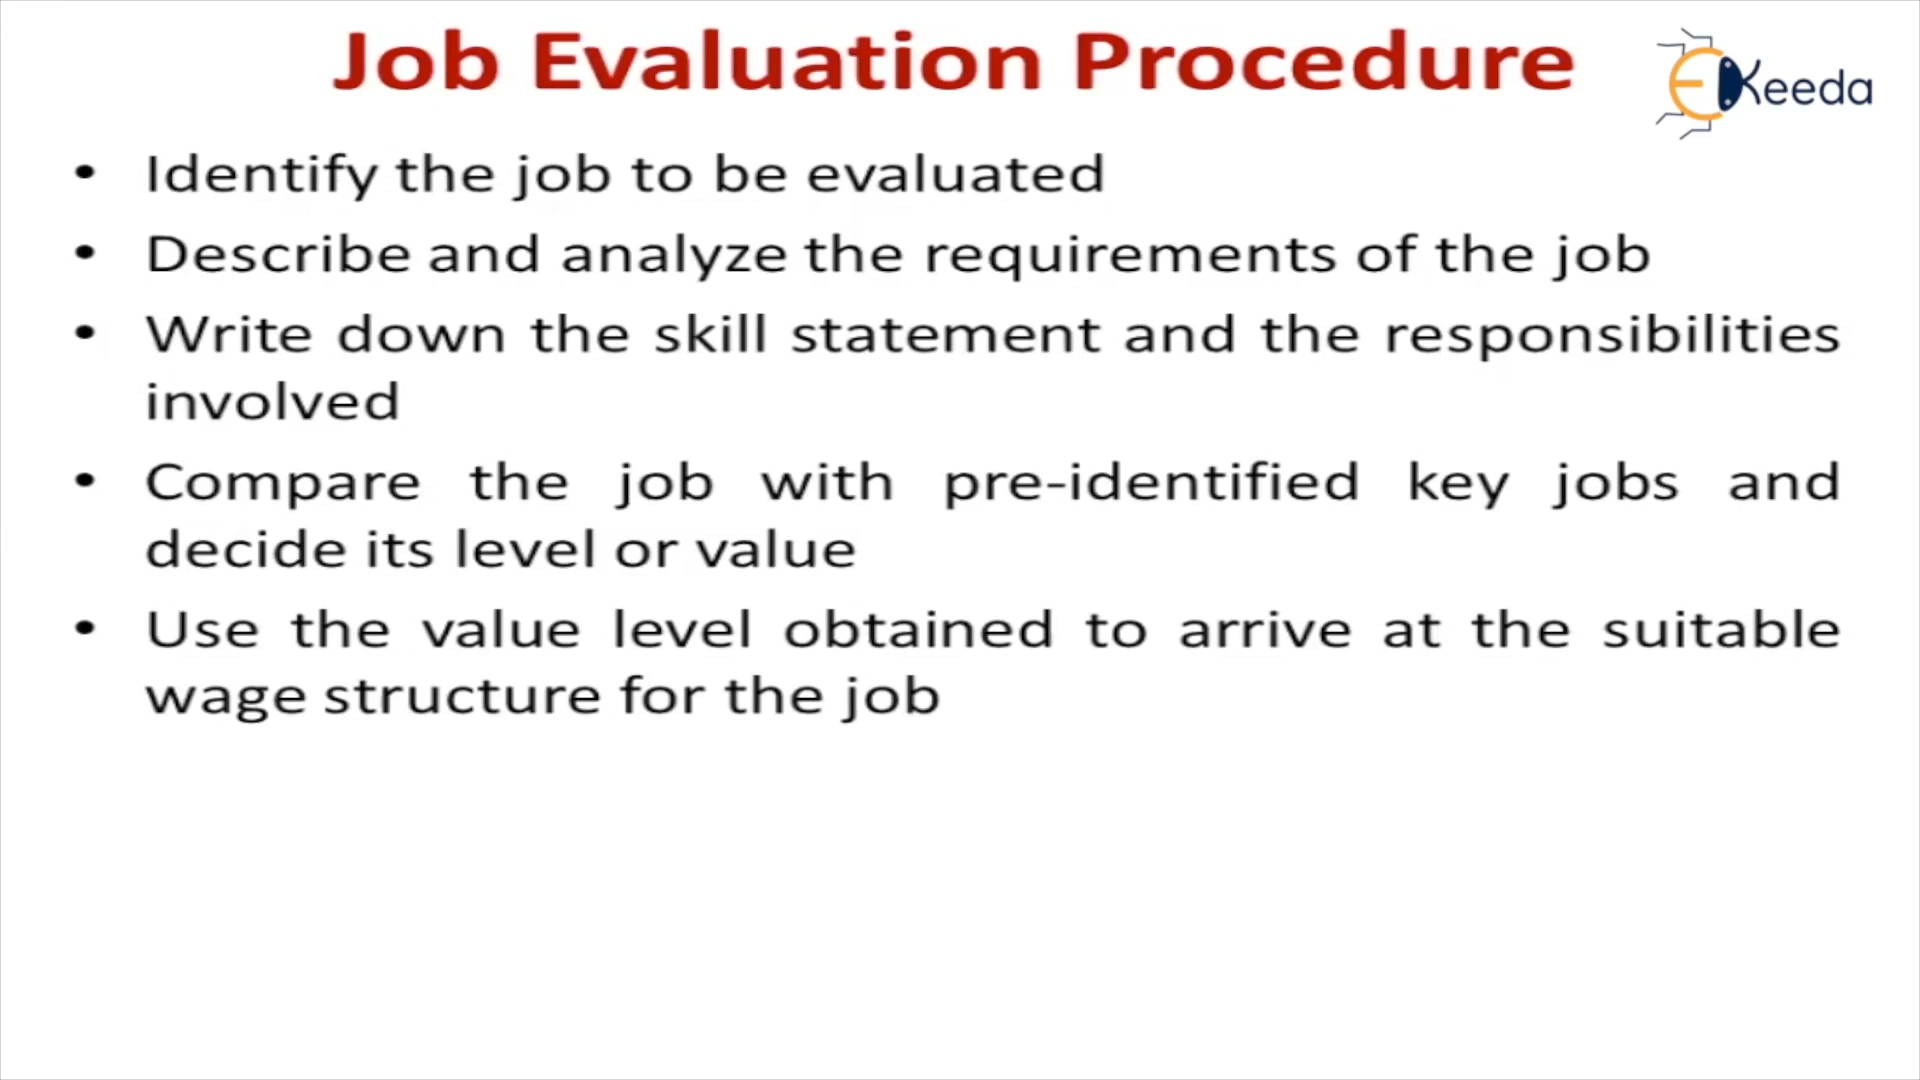 Job Evaluation Procedure
EKeeda
• Identify the job to be evaluated
• Describe and analyze the requirements of the job
• Write down the skill statement and the responsibilities
involved
• Compare the job with pre-identified key jobs and
decide its level or value
• Use the value level obtained to arrive at the suitable
wage structure for the job